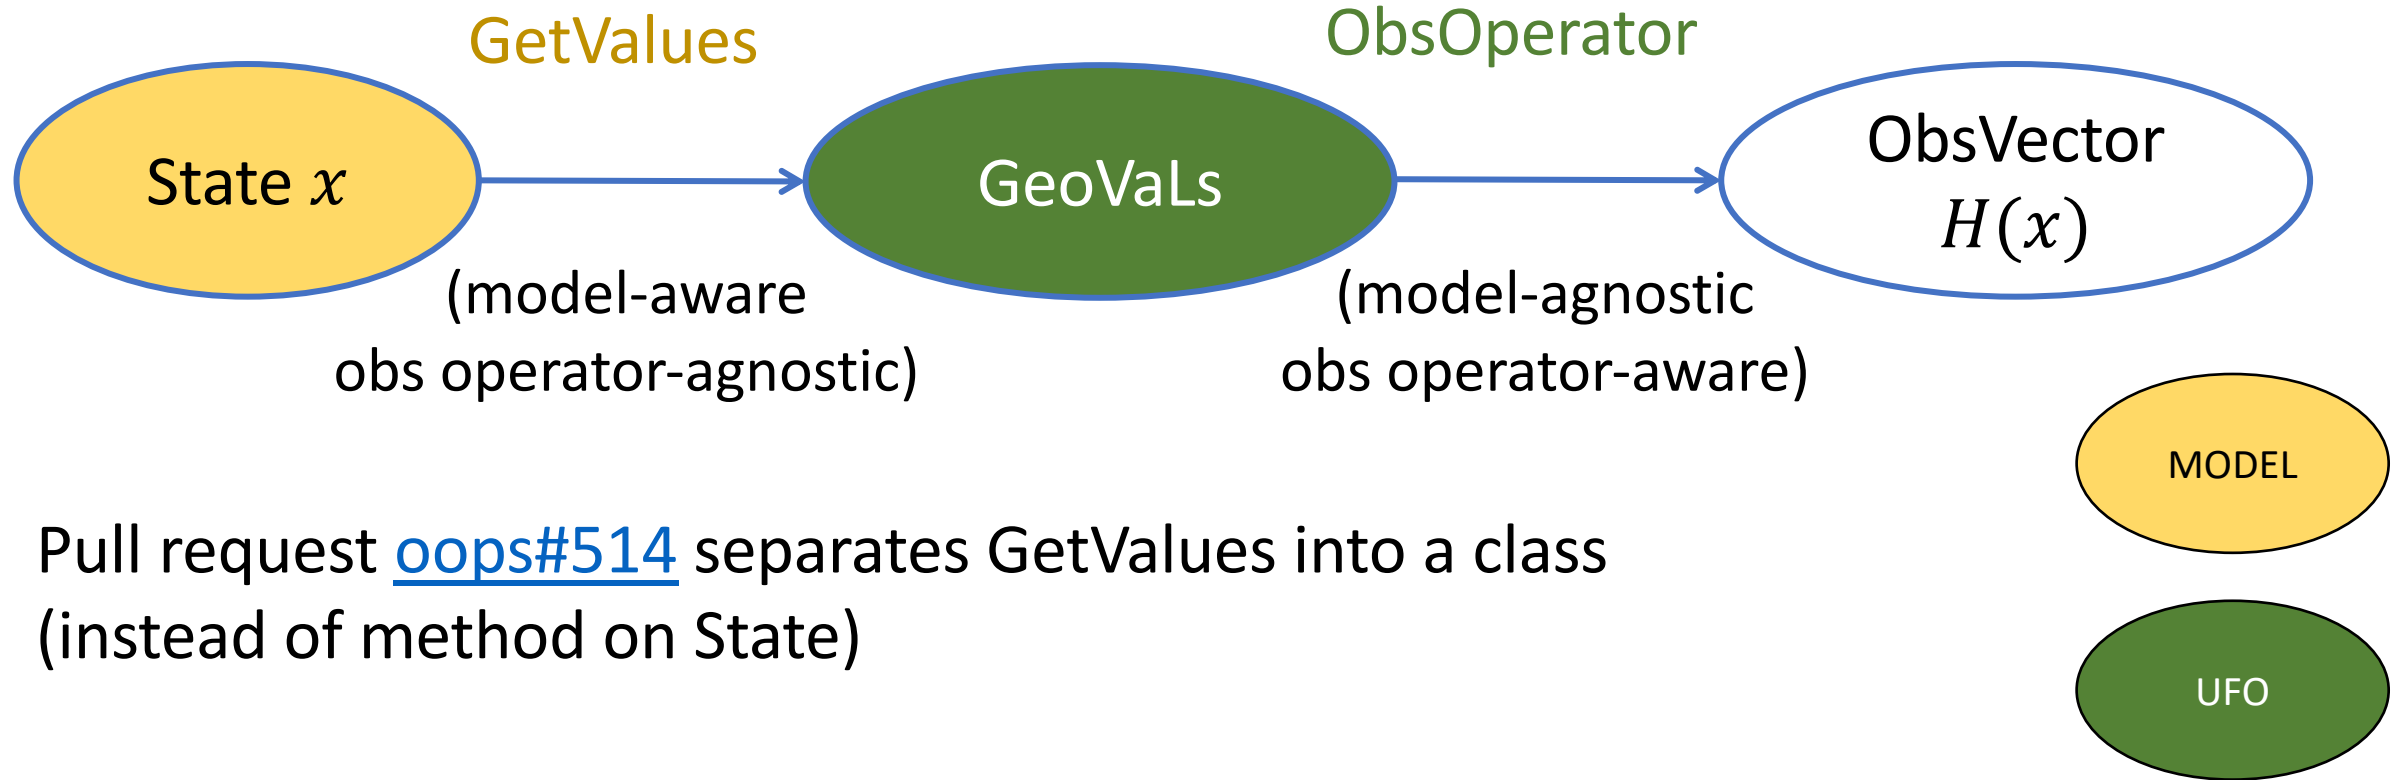 GetValues
ObsOperator
State x
GeoVaLs
ObsVector
H(x)
(model-aware
obs operator-agnostic)
(model-agnostic
obs operator-aware)
MODEL
Pull request oops#514 separates GetValues into a class
(instead of method on State)
UFO